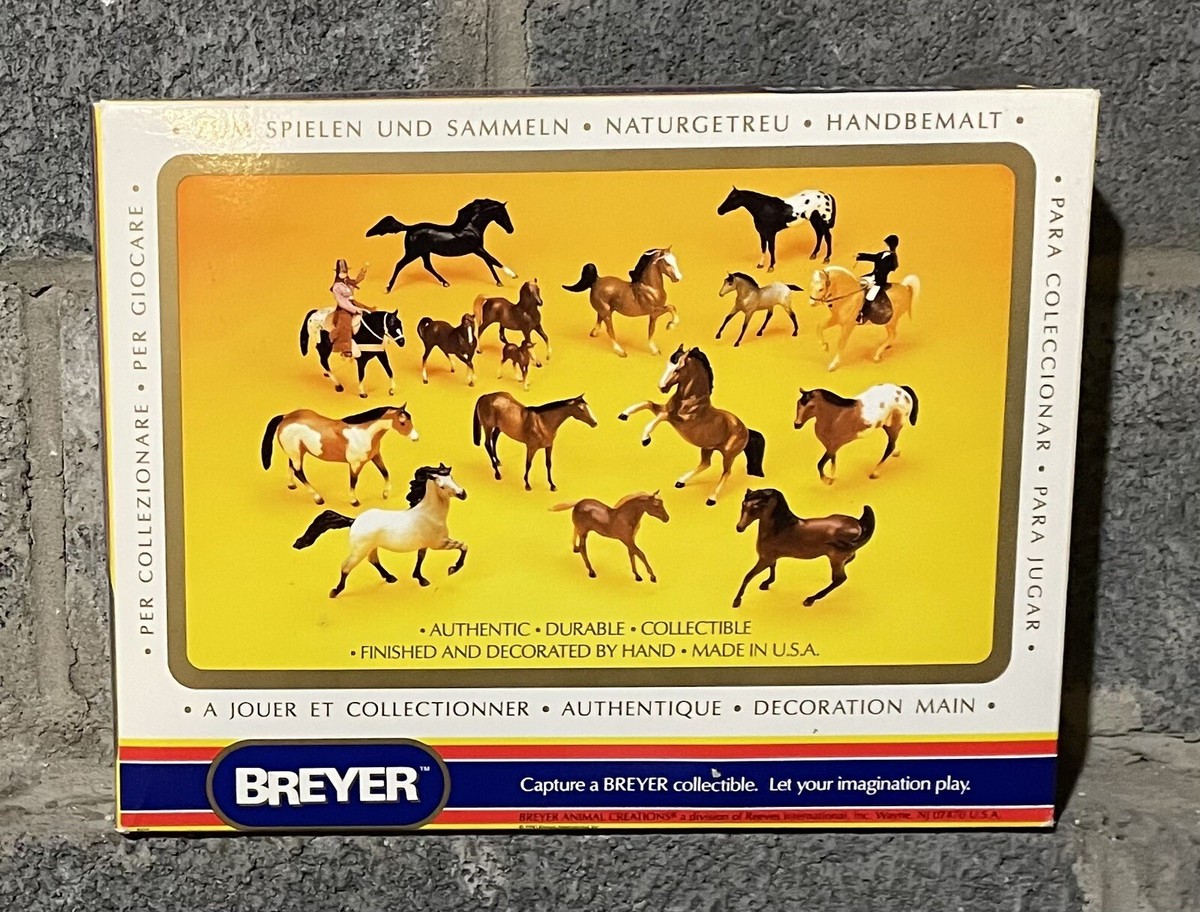 • ZUM SPIELEN UND SAMMELN • NATURGETREU • HANDBEMALT •
• PER COLLEZIONARE • PER GIOCARE •
• PARA COLECCIONAR • PARA JUGAR •
• AUTHENTIC • DURABLE • COLLECTIBLE
• FINISHED AND DECORATED BY HAND • MADE IN U.S.A.
• A JOUER ET COLLECTIONNER • AUTHENTIQUE • DECORATION MAIN •
BREYER™
Capture a BREYER collectible. Let your imagination play.
BREYER ANIMAL CREATIONS® a division of Reeves International, Inc. Wayne, NJ 07470 U.S.A.